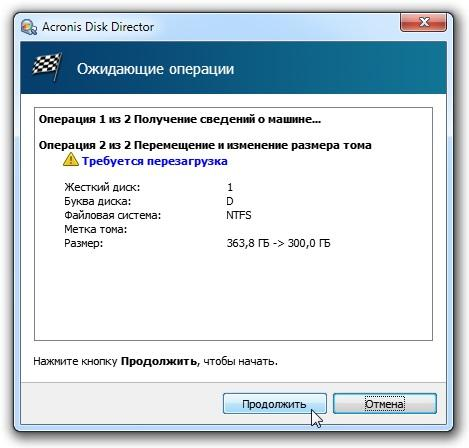 Acronis Disk Director
Ожидающие операции
Операция 1 из 2 Получение сведений о машине...
Операция 2 из 2 Перемещение и изменение размера тома
Требуется перезагрузка
Жесткий диск: 1
Буква диска: D
Файловая система: NTFS
Метка тома:
Размер: 363,8 ГБ -> 300,0 ГБ
Нажмите кнопку Продолжить, чтобы начать.
Продолжить Отмена